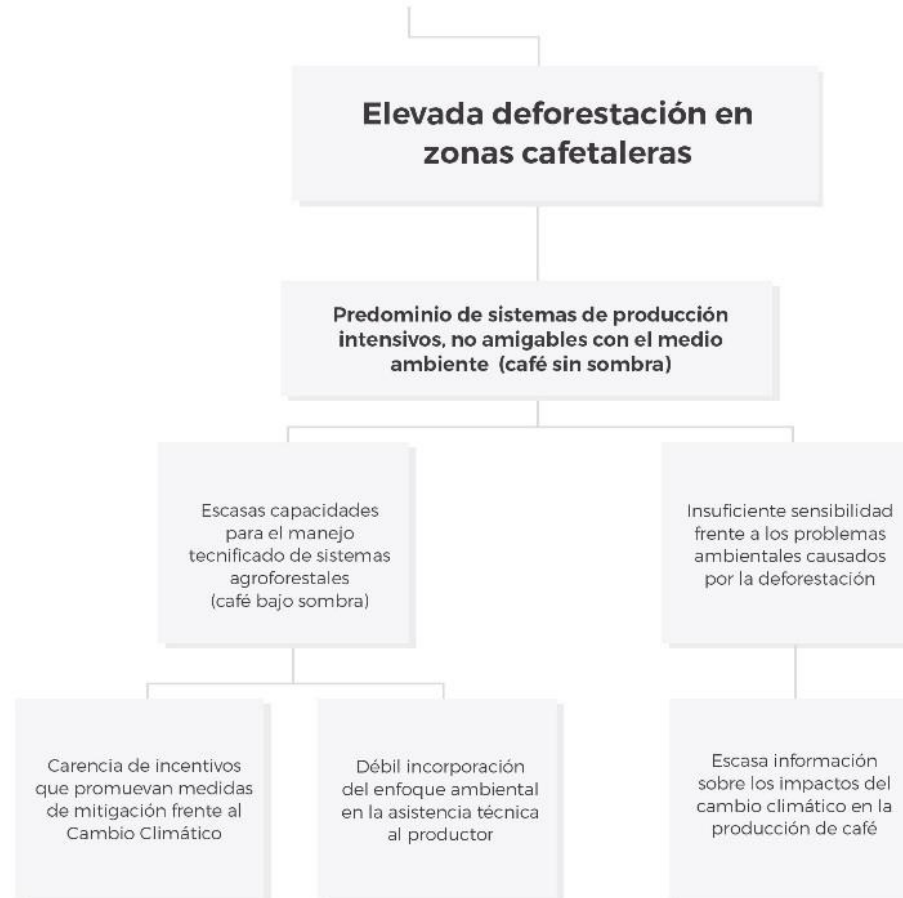 Elevada deforestación en
zonas cafetaleras
Predominio de sistemas de producción
intensivos, no amigables con el medio
ambiente (café sin sombra)
Escasas capacidades
para el manejo
tecnificado de sistemas
agroforestales
(café bajo sombra)
Insuficiente sensibilidad
frente a los problemas
ambientales causados
por la deforestación
Carencia de incentivos
que promuevan medidas
de mitigación frente al
Cambio Climático
Débil incorporación
del enfoque ambiental
en la asistencia técnica
al productor
Escasa información
sobre los impactos del
cambio climático en la
producción de café